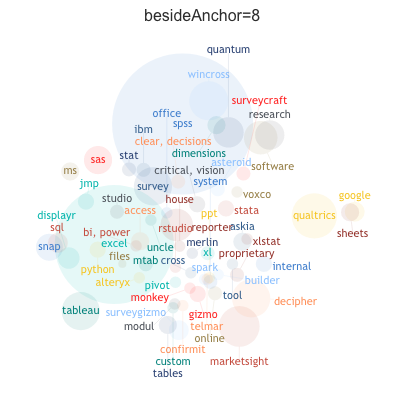 besideAnchor=8
quantum
wincross
surveycraft
office
research
spss
ibm
clear, decisions
stat
dimensions
sas
asteroid
software
ms
critical, vision
jmp
survey
system
voxco
studio
house
google
displayr
access
ppt
stata
qualtrics
sql
bi, power
rstudio
reporter
askia
sheets
snap
excel
uncle
merlin
xlstat
files
mtab
cross
xl
proprietary
python
spark
internal
alteryx
pivot
builder
monkey
tool
decipher
tableau
surveygizmo
gizmo
modul
telmar
online
confirmit
custom
marketsight
tables